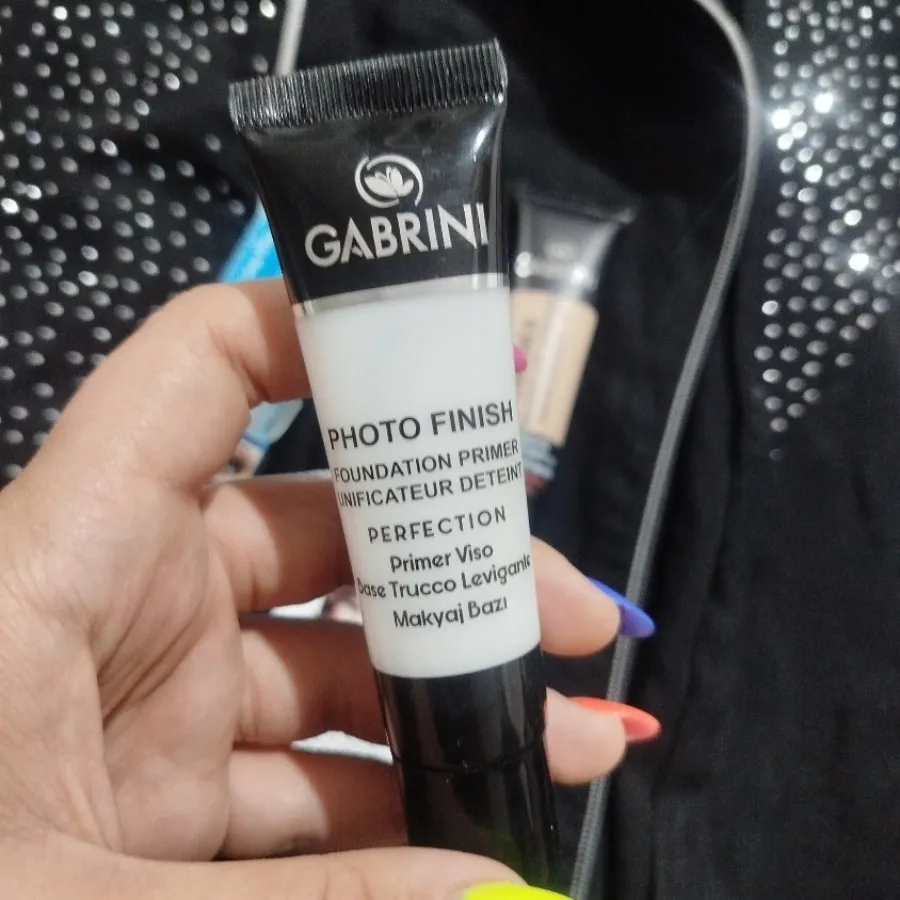 GABRINI
PHOTO FINISH
FOUNDATION PRIMER
UNIFICATEUR DETEINT
PERFECTION
Primer Viso
Base Trucco Levigante
Makyaj Bazı